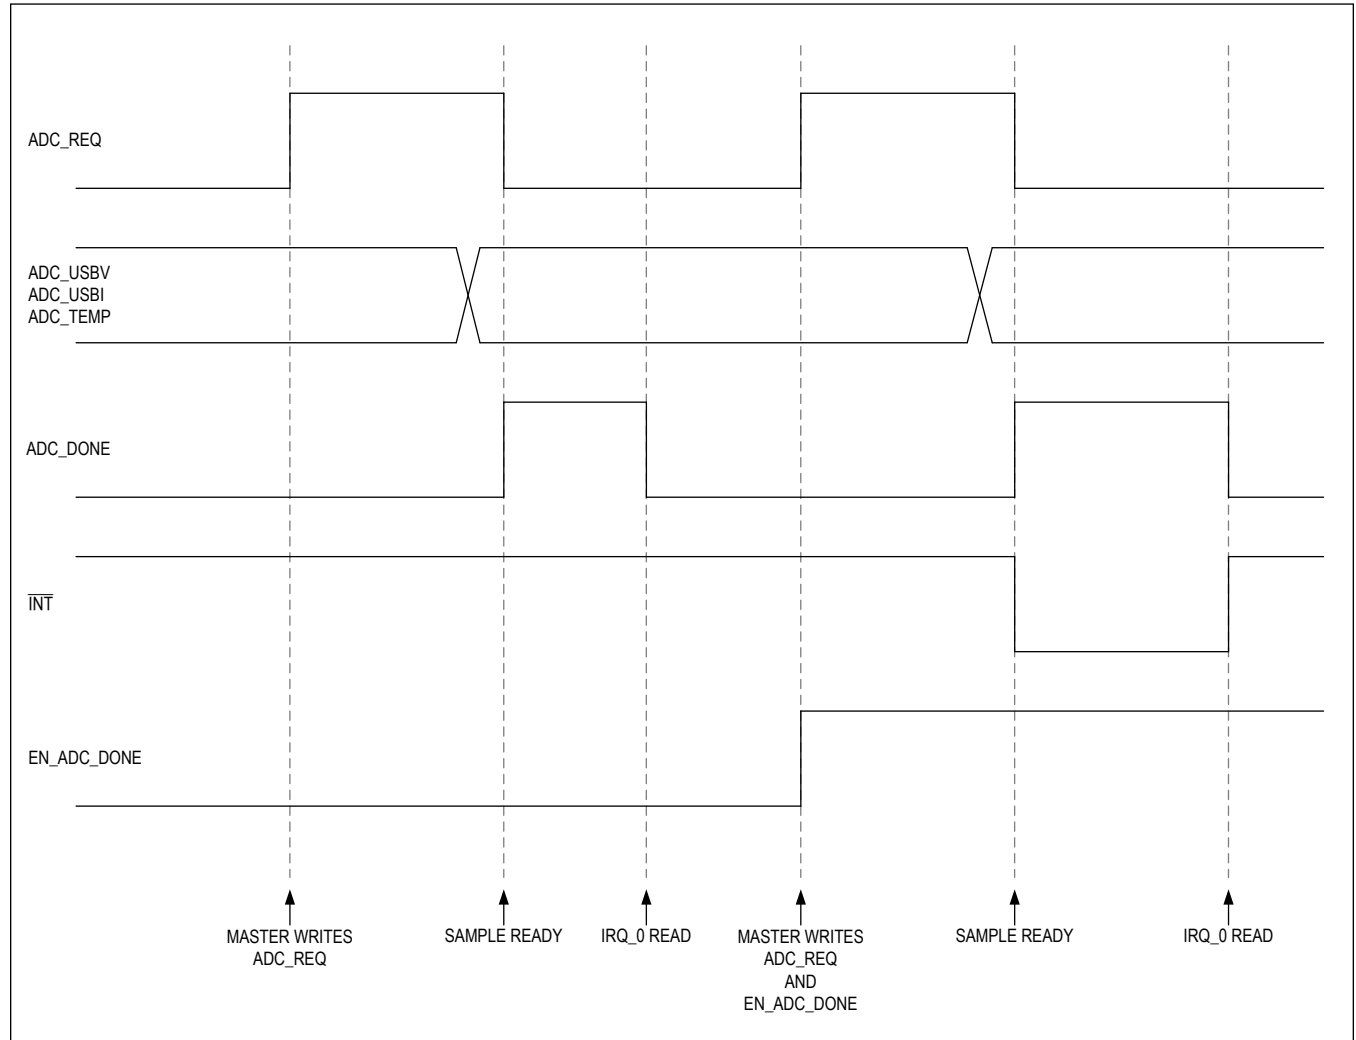 ADC_REQ
ADC_USBV
ADC_USBI
ADC_TEMP
ADC_DONE
INT
EN_ADC_DONE
MASTER WRITES
ADC_REQ
SAMPLE READY
IRQ_0 READ
MASTER WRITES
ADC_REQ
AND
EN_ADC_DONE
SAMPLE READY
IRQ_0 READ